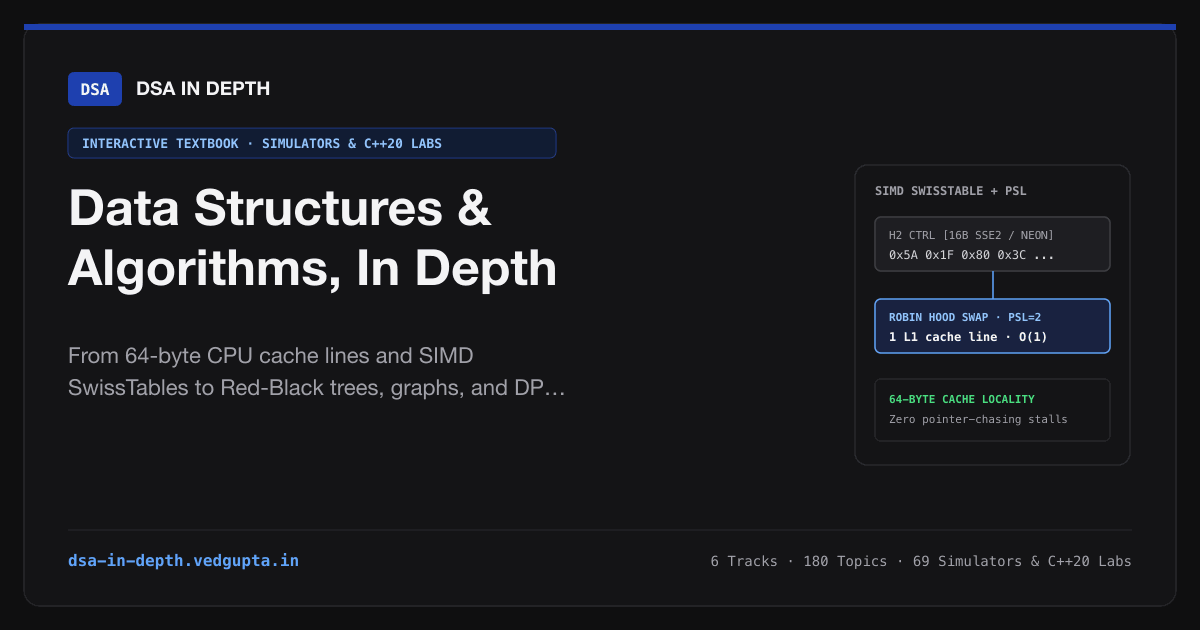 DSA
DSA IN DEPTH
INTERACTIVE TEXTBOOK · SIMULATORS & C++20 LABS
Data Structures &
Algorithms, In Depth
From 64-byte CPU cache lines and SIMD
SwissTables to Red-Black trees, graphs, and DP…
SIMD SWISSTABLE + PSL
H2 CTRL [16B SSE2 / NEON]
0x5A 0x1F 0x80 0x3C ...
ROBIN HOOD SWAP · PSL=2
1 L1 cache line · O(1)
64-BYTE CACHE LOCALITY
Zero pointer-chasing stalls
dsa-in-depth.vedgupta.in
6 Tracks · 180 Topics · 69 Simulators & C++20 Labs